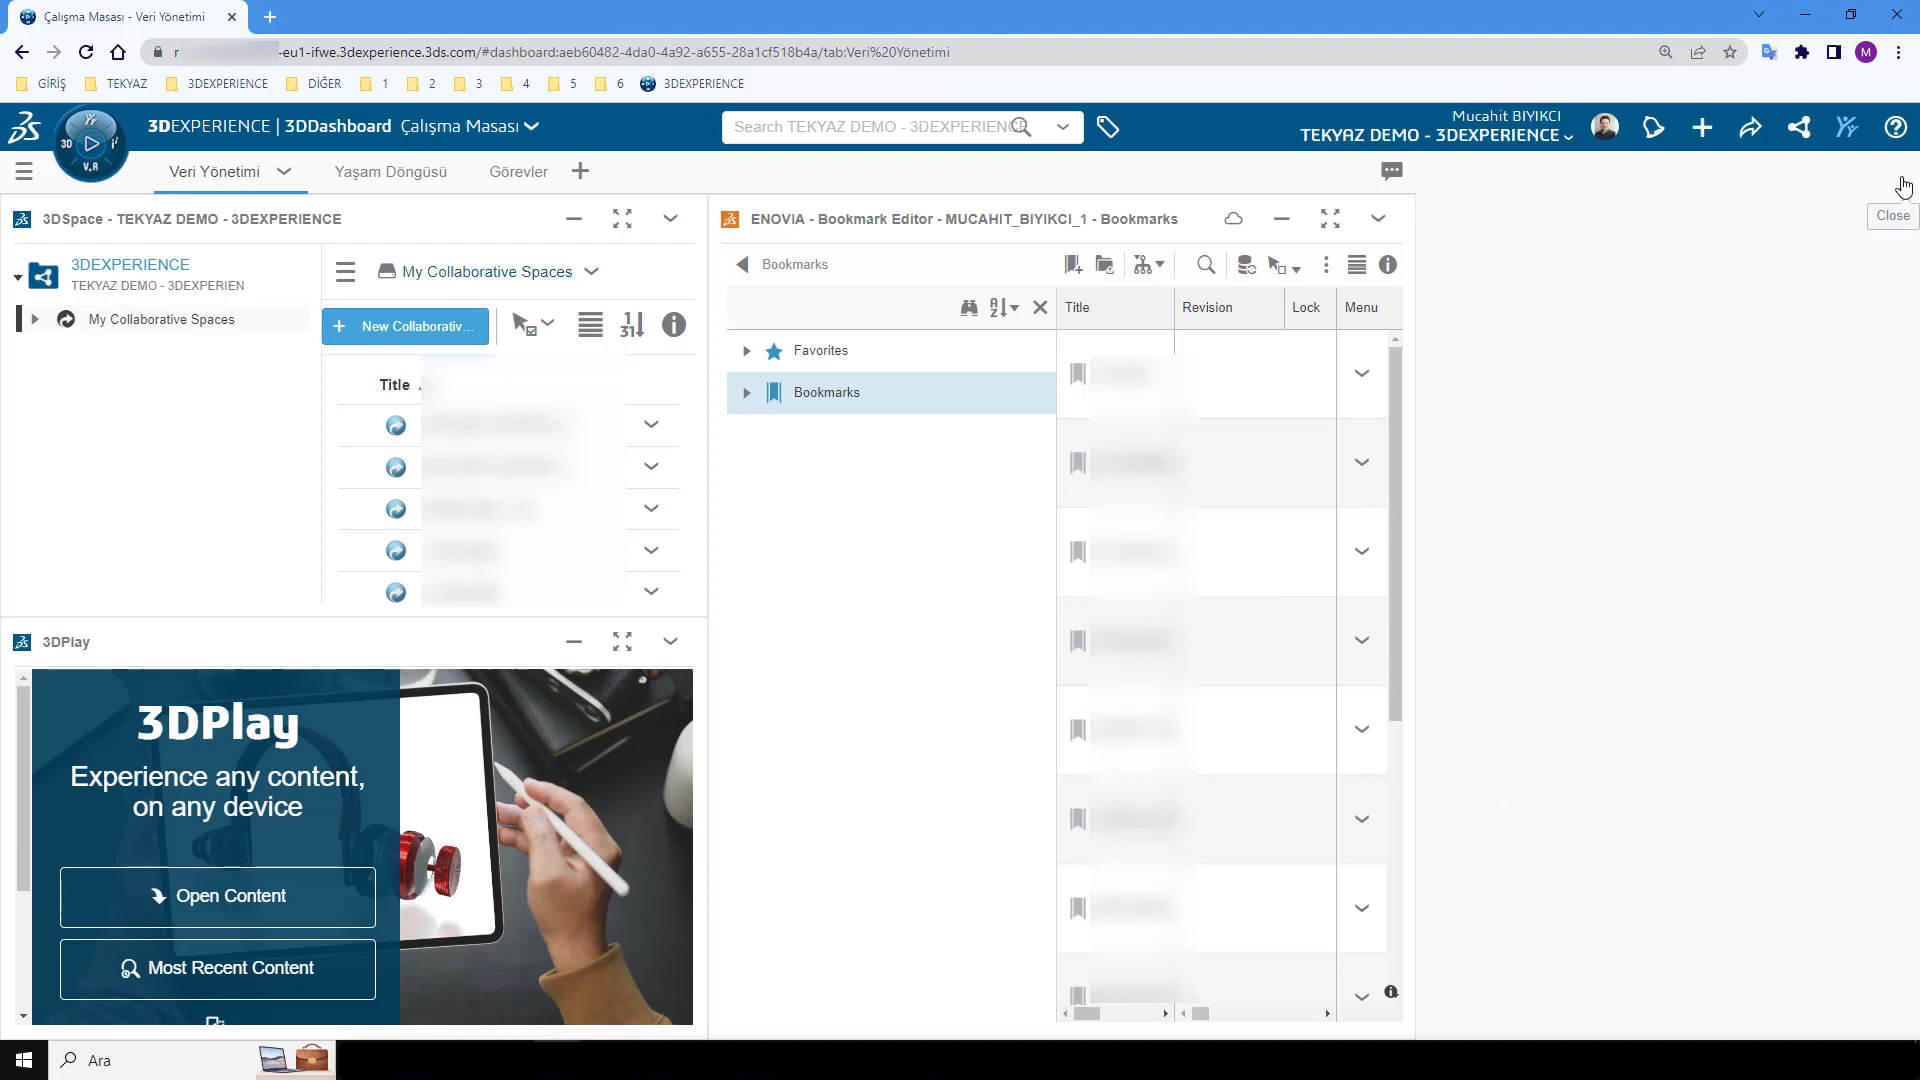 Çalışma Masası - Veri Yönetimi
r
-eu1-ifwe.3dexperience.3ds.com/#dashboard:aeb60482-4da0-4a92-a655-28a1cf518b4a/tab:Veri%20Yönetimi
M
GİRİŞ
TEKYAZ
3DEXPERIENCE
DİĞER
1
2
3
4
5
6
3DEXPERIENCE
3D
V.R
3DEXPERIENCE | 3DDashboard Çalışma Masası
Search TEKYAZ DEMO - 3DEXPERIENCE
Mucahit BIYIKCI
TEKYAZ DEMO - 3DEXPERIENCE
Veri Yönetimi
Yaşam Döngüsü
Görevler
Close
3DSpace - TEKYAZ DEMO - 3DEXPERIENCE
3DEXPERIENCE
TEKYAZ DEMO - 3DEXPERIEN
My Collaborative Spaces
My Collaborative Spaces
New Collaborativ...
Title
ENOVIA - Bookmark Editor - MUCAHIT_BIYIKCI_1 - Bookmarks
Bookmarks
Title
Revision
Lock
Menu
Favorites
Bookmarks
3DPlay
3DPlay
Experience any content,
on any device
Open Content
Most Recent Content
Ara